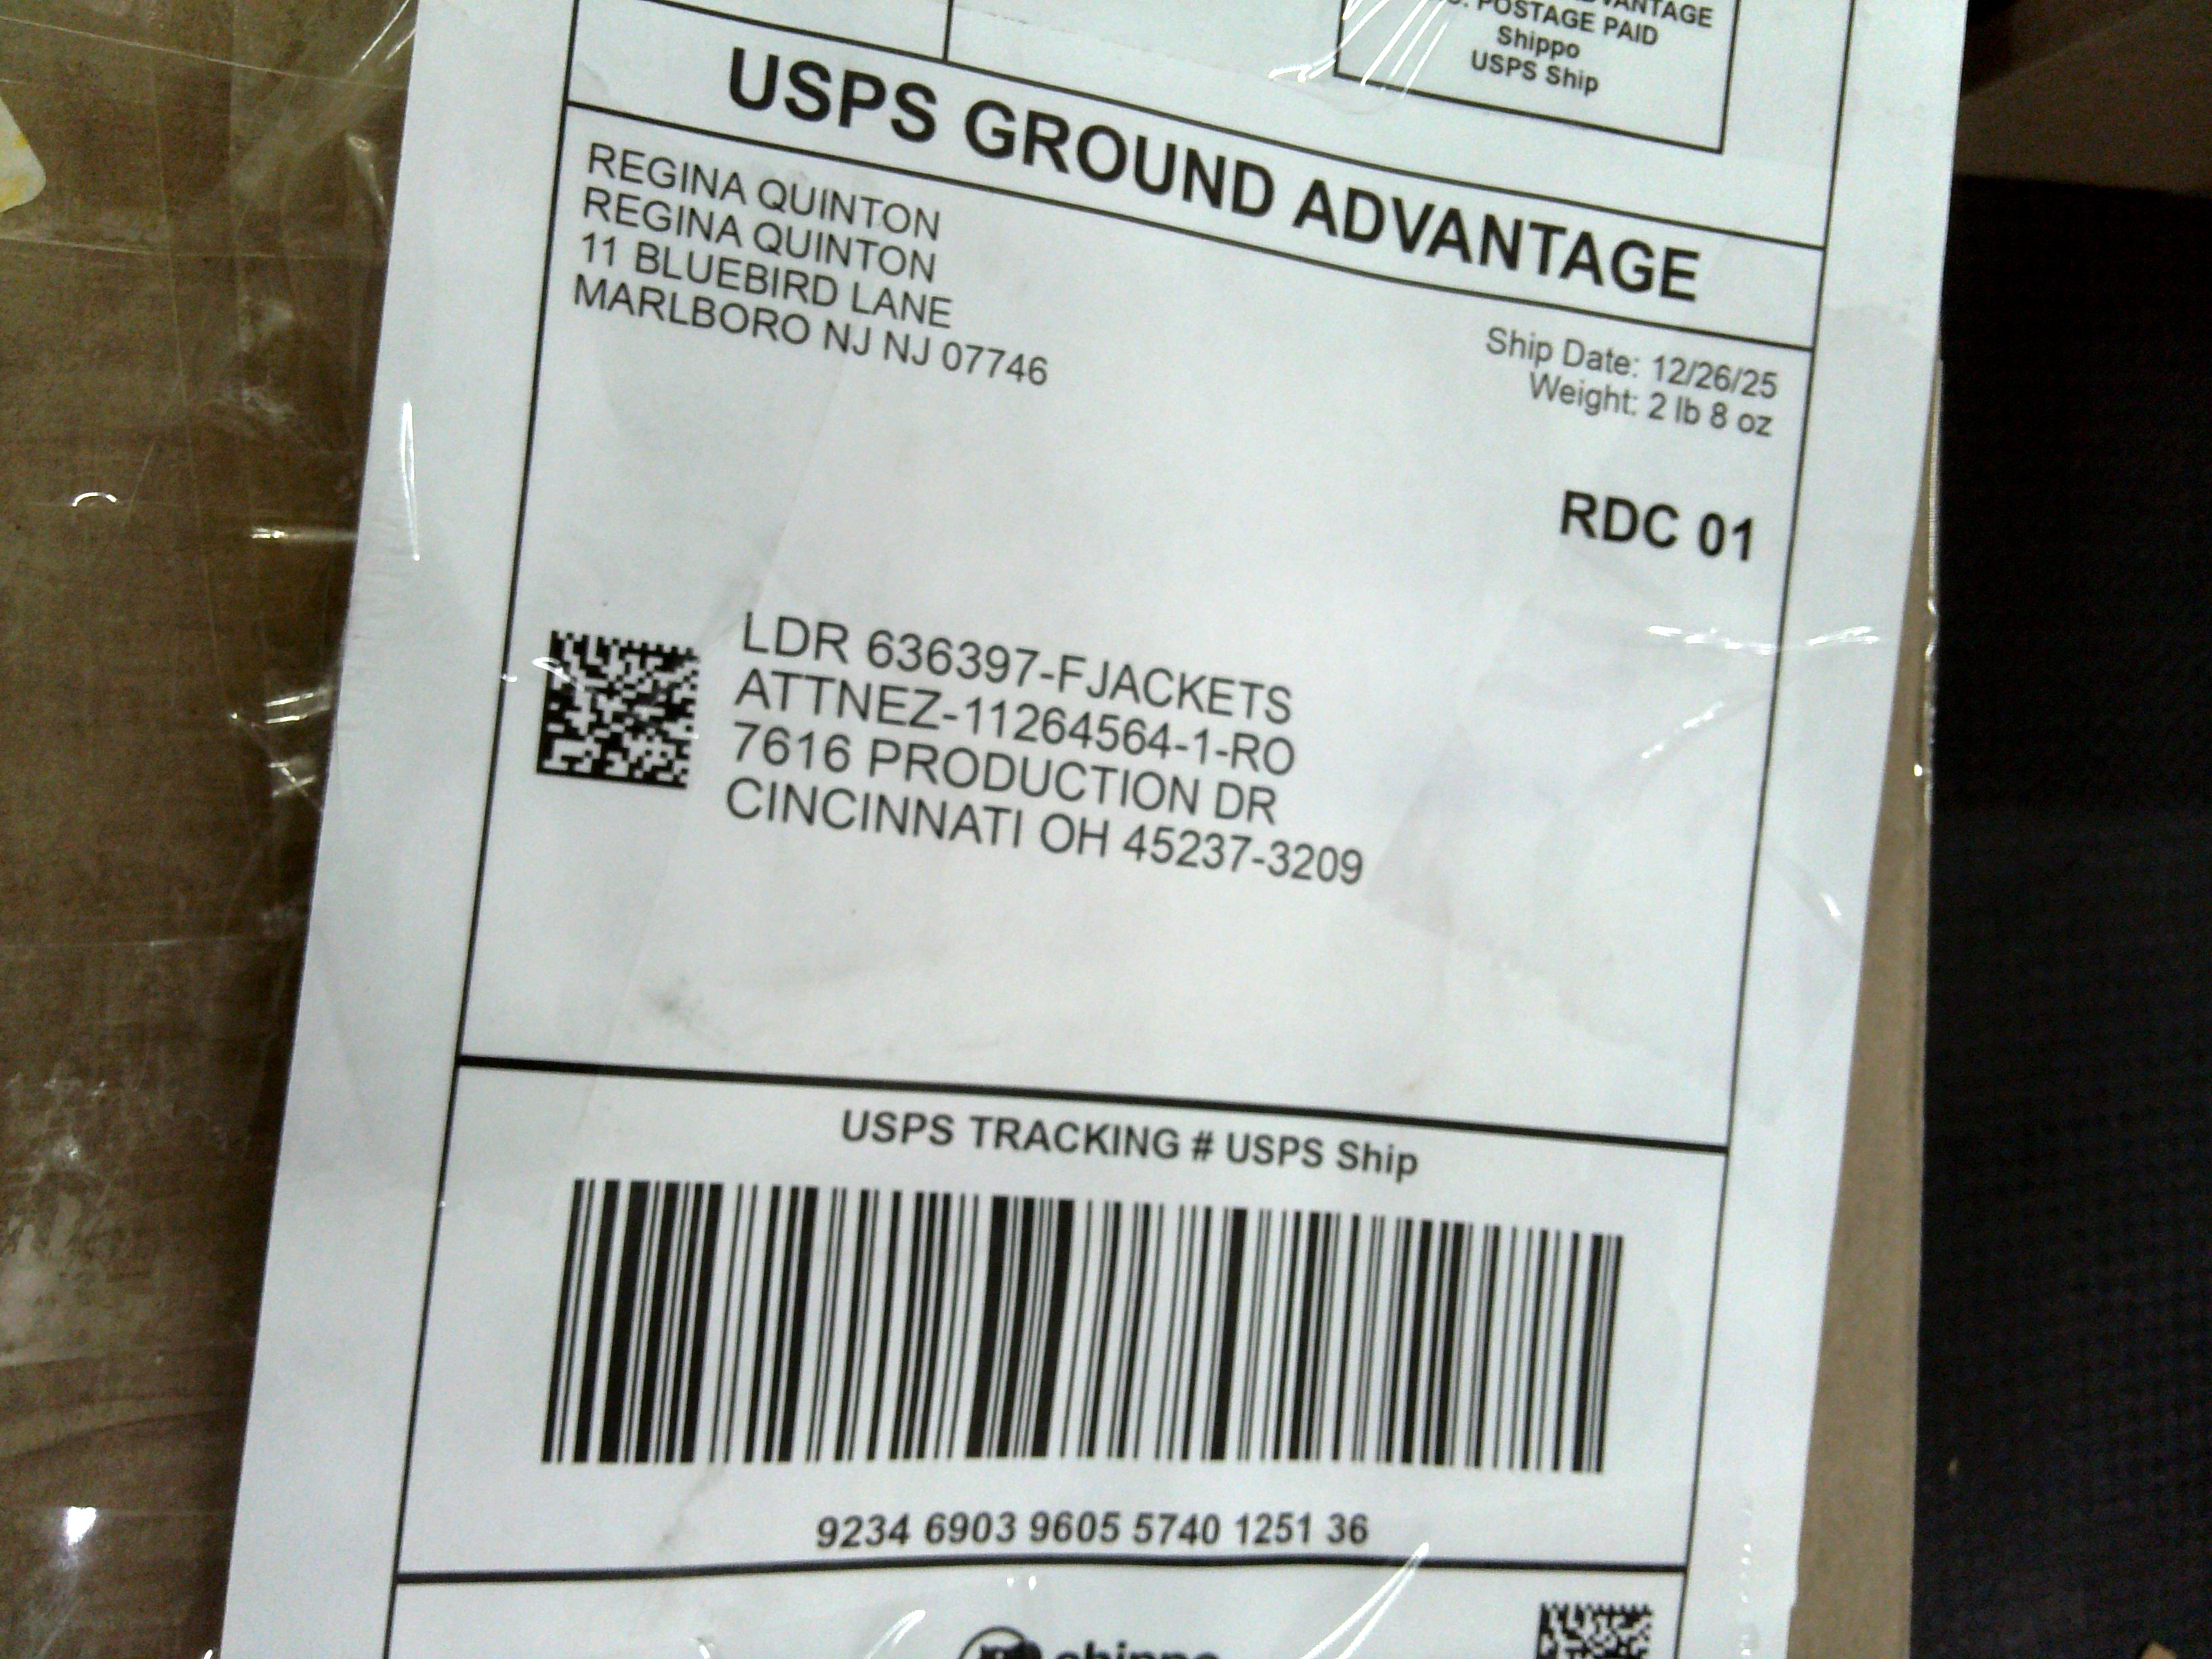 ADVANTAGE
POSTAGE PAID
Shippo
USPS Ship
USPS GROUND ADVANTAGE
REGINA QUINTON
REGINA QUINTON
11 BLUEBIRD LANE
MARLBORO NJ NJ 07746
Ship Date: 12/26/25
Weight: 2 lb 8 oz
RDC 01
LDR 636397-FJACKETS
ATTNEZ-11264564-1-RO
7616 PRODUCTION DR
CINCINNATI OH 45237-3209
USPS TRACKING # USPS Ship
9234 6903 9605 5740 1251 36
shippo